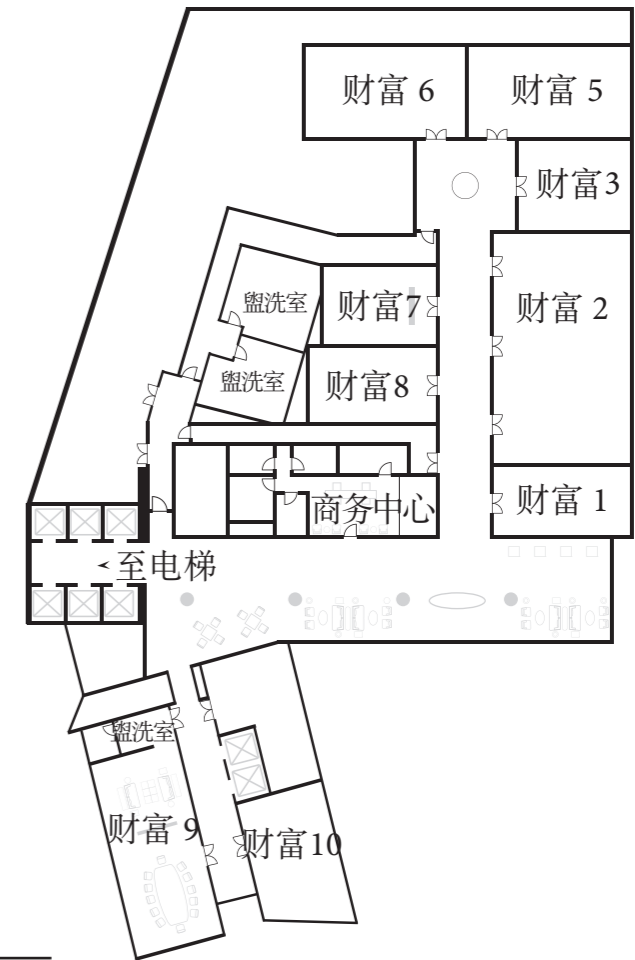 财富 6
财富 5
财富3
财富 2
盥洗室
财富7
盥洗室
财富8
财富 1
商务中心
至电梯
盥洗室
财富 9
财富10